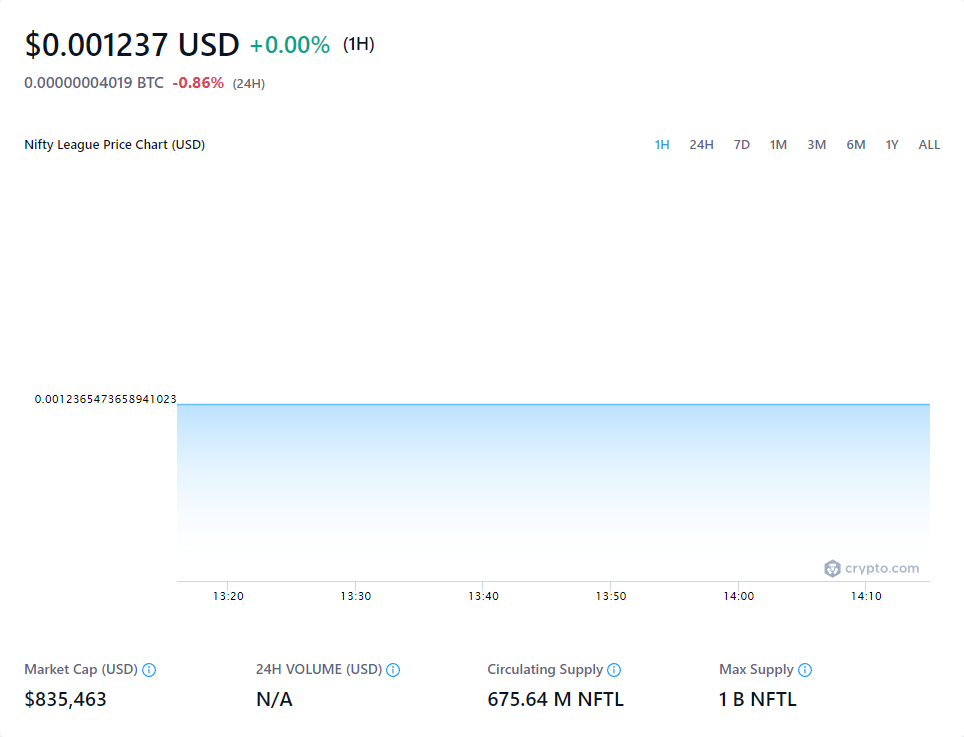 $0.001237 USD +0.00% (1H)
0.00000004019 BTC -0.86% (24H)
Nifty League Price Chart (USD) 1H 24H 7D 1M 3M 6M 1Y ALL
0.0012365473658941023
crypto.com
13:20 13:30 13:40 13:50 14:00 14:10
Market Cap (USD) 24H VOLUME (USD) Circulating Supply Max Supply
$835,463 N/A 675.64 M NFTL 1 B NFTL